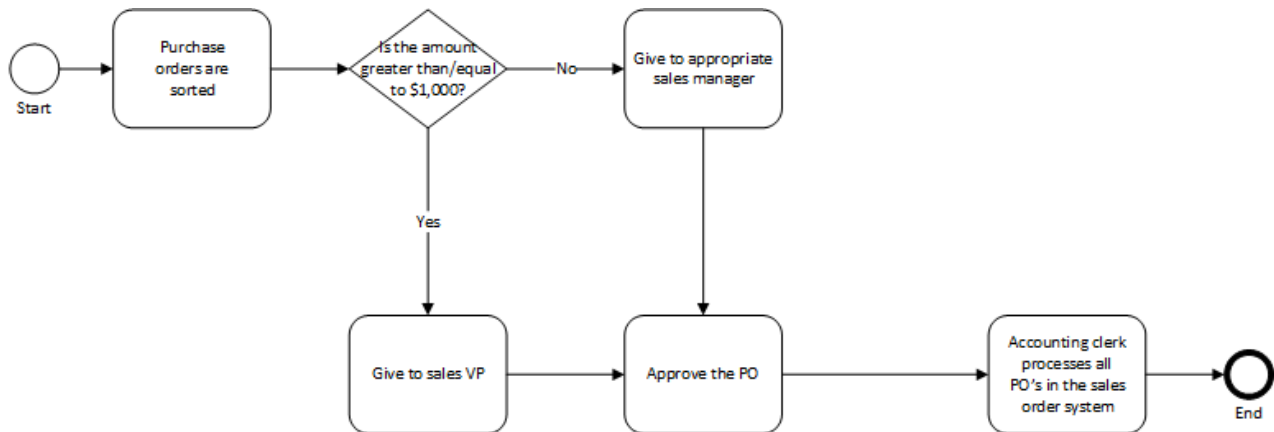 Start
Purchase
orders are
sorted
Is the amount
greater than/equal
to $1,000?
No
Give to appropriate
sales manager
Yes
Give to sales VP
Approve the PO
Accounting clerk
processes all
PO's in the sales
order system
End